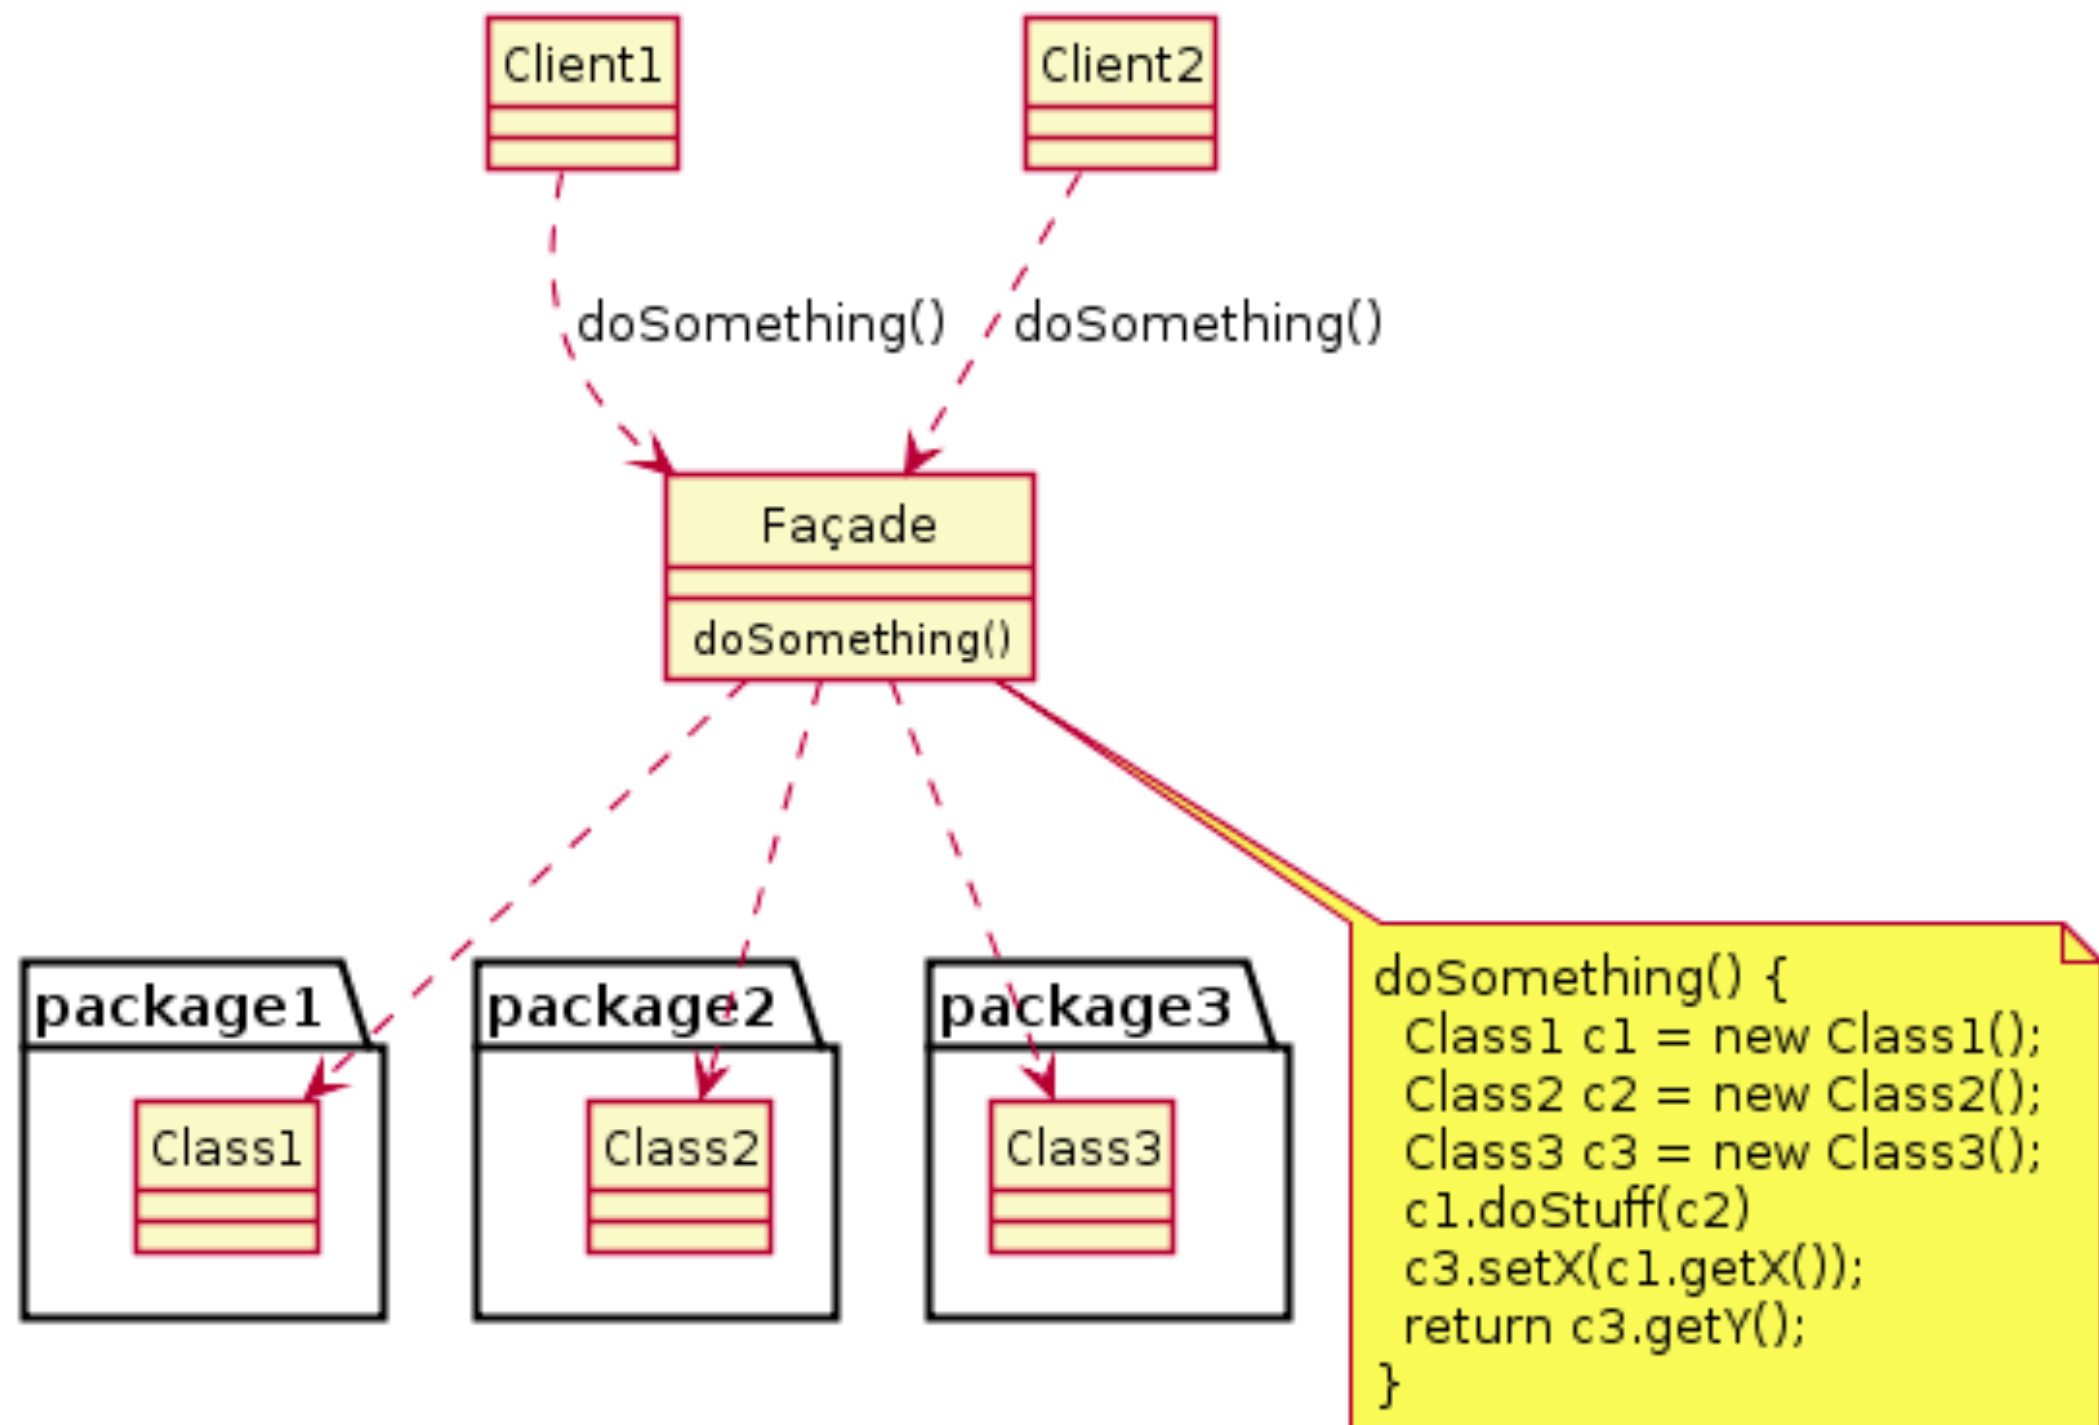 Client1
Client2
doSomething()
doSomething()
Façade
doSomething()
package1
package2
package3
Class1
Class2
Class3
doSomething() {
  Class1 c1 = new Class1();
  Class2 c2 = new Class2();
  Class3 c3 = new Class3();
  c1.doStuff(c2)
  c3.setX(c1.getX());
  return c3.getY();
}